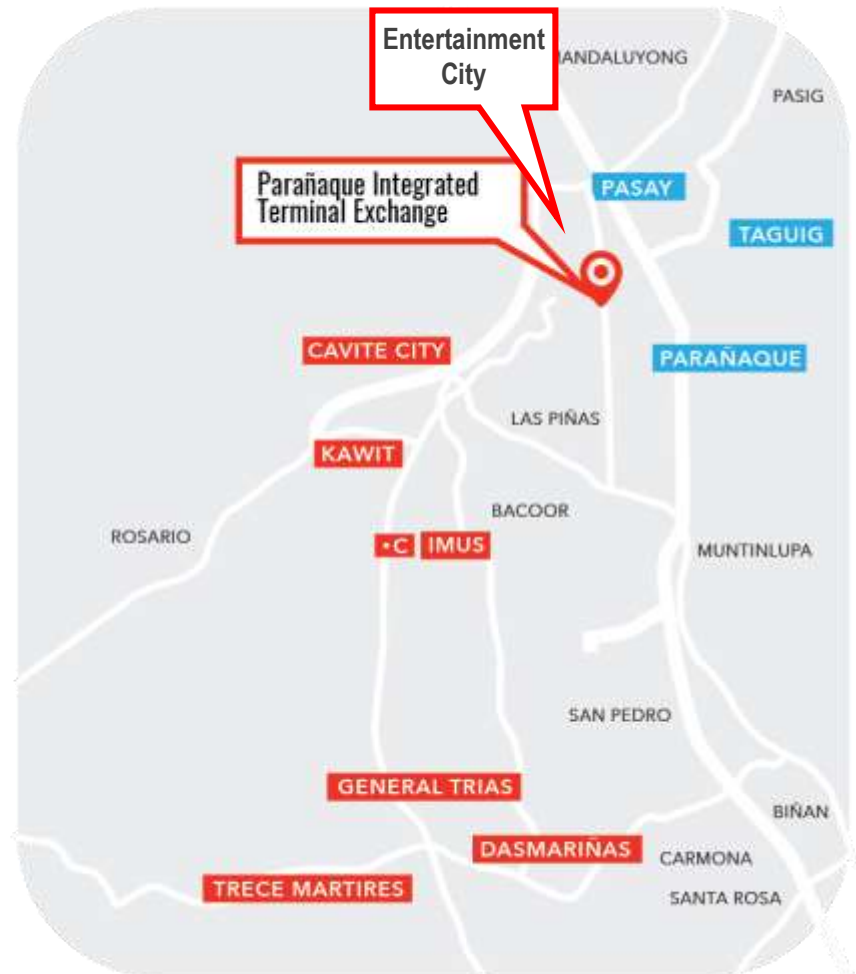 Entertainment
City
ANDALUYONG
PASIG
Parañaque Integrated
Terminal Exchange
PASAY
TAGUIG
CAVITE CITY
PARAÑAQUE
LAS PIÑAS
KAWIT
BACOOR
ROSARIO
•C IMUS
MUNTINLUPA
SAN PEDRO
GENERAL TRIAS
BIÑAN
DASMARIÑAS
CARMONA
TRECE MARTIRES
SANTA ROSA